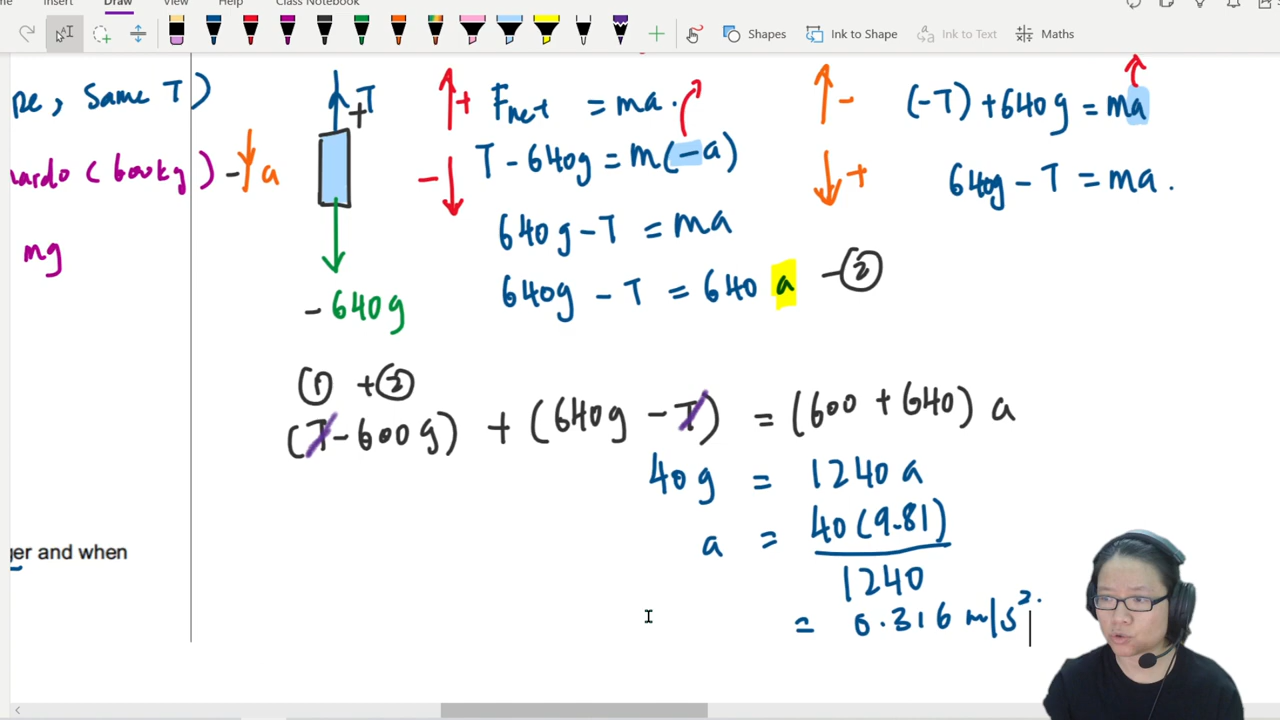 Insert Draw View Help Class Notebook
Shapes Ink to Shape Ink to Text Maths
pe, Same T)
(600kg)
mg
ger and when
T
+
- a
- 640g
+
-
Fnet = ma.
T - 640g = m(-a)
640g - T = ma
640g - T = 640 a - ②
-
+
(-T) + 640g = ma
640g - T = ma.
① + ②
(T - 600g) + (640g - T) = (600 + 640) a
40g = 1240 a
a = 40(9.81)
1240
= 0.316 m/s²